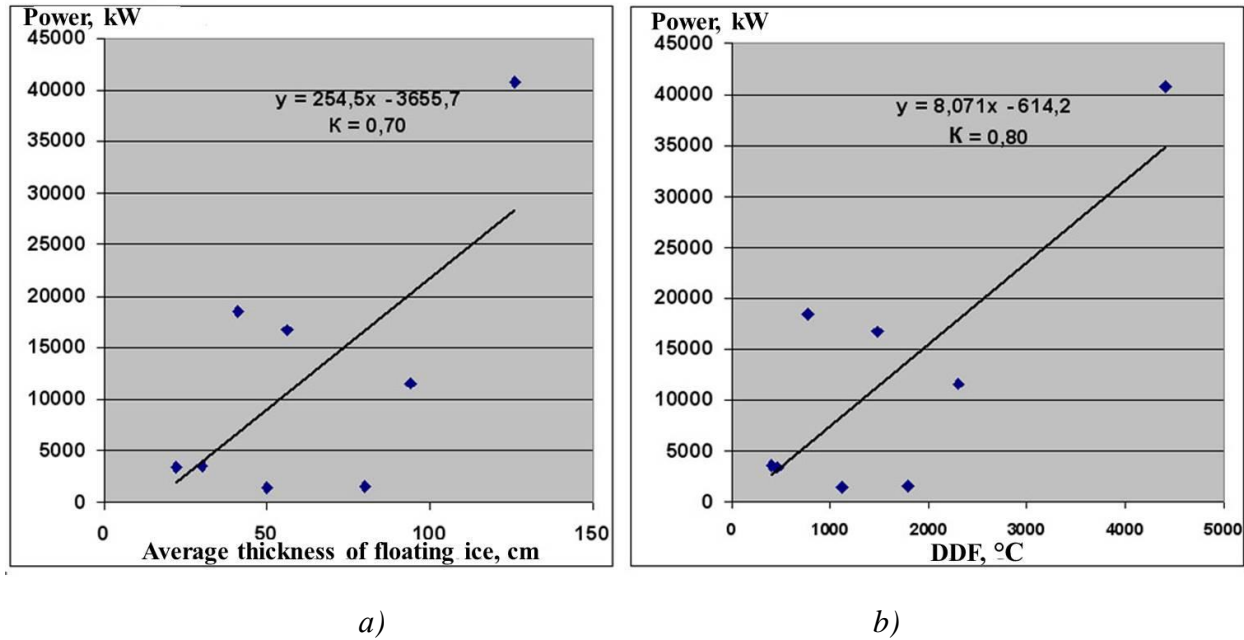 Power, kW
45000
40000
35000
30000
25000
20000
15000
10000
5000
0
y = 254,5x - 3655,7
K = 0,70
0 50 100 150
Average thickness of floating ice, cm
a)
Power, kW
45000
40000
35000
30000
25000
20000
15000
10000
5000
0
y = 8,071x - 614,2
K = 0,80
0 1000 2000 3000 4000 5000
DDF, °C
b)